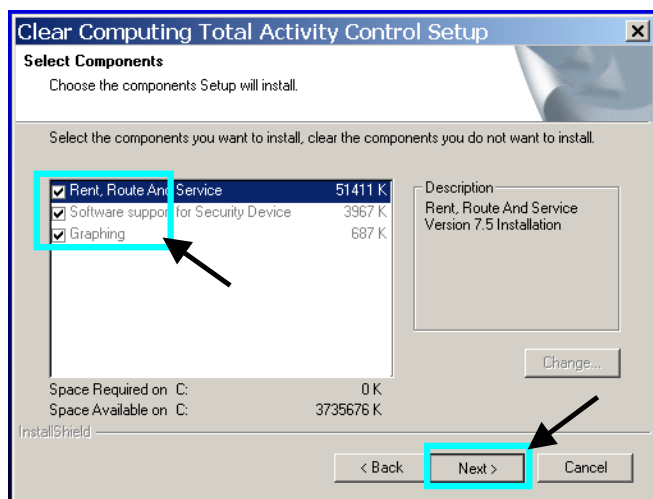 Clear Computing Total Activity Control Setup
Select Components
Choose the components Setup will install.
Select the components you want to install, clear the components you do not want to install.
Rent, Route And Service 51411 K
Software support for Security Device 3967 K
Graphing 687 K
Description
Rent, Route And Service
Version 7.5 Installation
Change...
Space Required on C: 0 K
Space Available on C: 3735676 K
InstallShield
< Back Next > Cancel